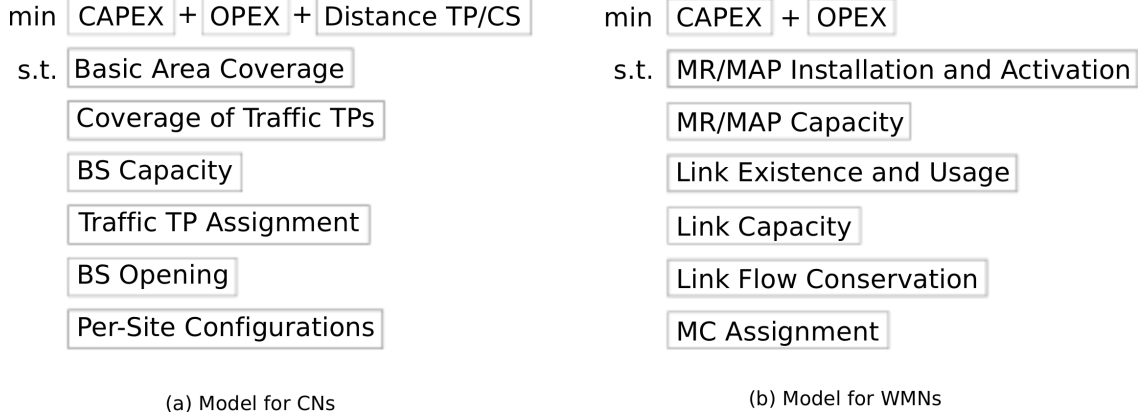 min CAPEX + OPEX + Distance TP/CS
s.t. Basic Area Coverage
Coverage of Traffic TPs
BS Capacity
Traffic TP Assignment
BS Opening
Per-Site Configurations
(a) Model for CNs
min CAPEX + OPEX
s.t. MR/MAP Installation and Activation
MR/MAP Capacity
Link Existence and Usage
Link Capacity
Link Flow Conservation
MC Assignment
(b) Model for WMNs